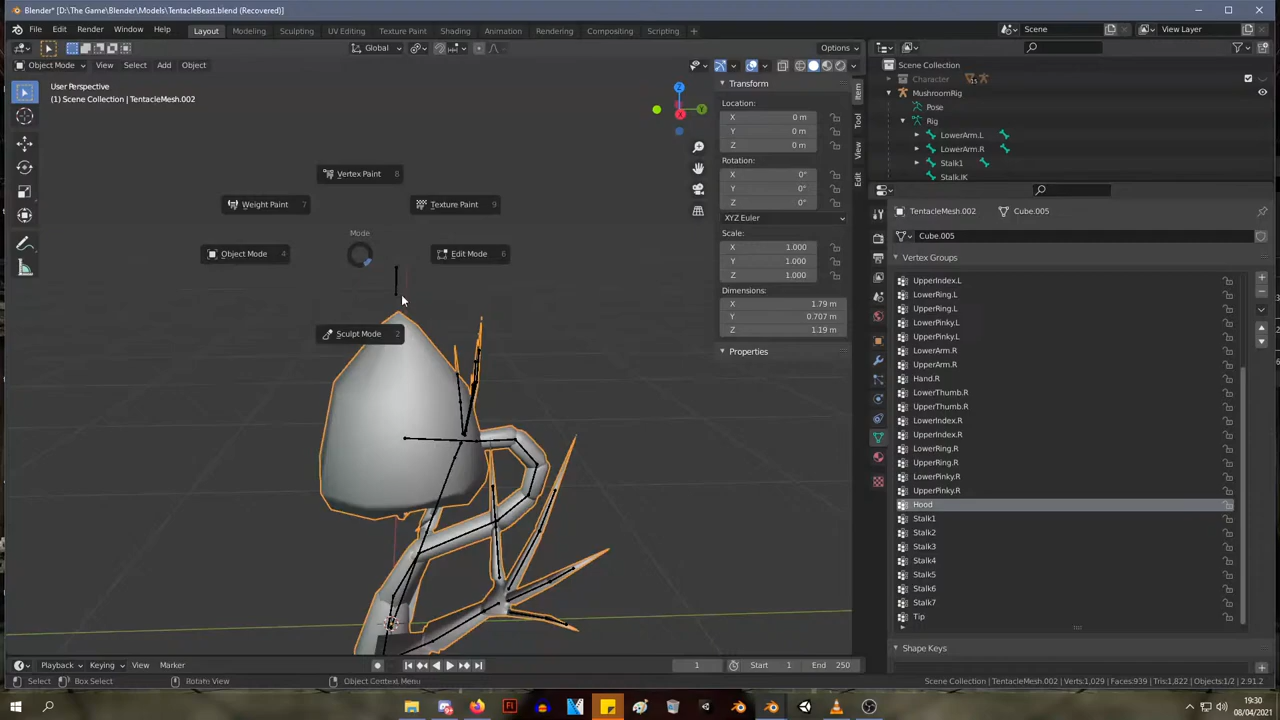 Blender* [D:\The Game\Blender\Models\TentacleBeast.blend (Recovered)]
File Edit Render Window Help Layout Modeling Sculpting UV Editing Texture Paint Shading Animation Rendering Compositing Scripting + Scene View Layer
Global Options
Object Mode View Select Add Object
User Perspective
(1) Scene Collection | TentacleMesh.002
Vertex Paint 8
Weight Paint 7
Texture Paint 9
Mode
Object Mode 4
Edit Mode 6
Sculpt Mode 2
Z
Y
X
Transform
Location:
X 0 m
Y 0 m
Z 0 m
Rotation:
X 0°
Y 0°
Z 0°
XYZ Euler
Scale:
X 1.000
Y 1.000
Z 1.000
Dimensions:
X 1.79 m
Y 0.707 m
Z 1.19 m
Properties
Item
Tool
View
Edit
Scene Collection
Character
MushroomRig
Pose
Rig
LowerArm.L
LowerArm.R
Stalk1
Stalk.IK
TentacleMesh.002 Cube.005
Cube.005
Vertex Groups
UpperIndex.L
LowerRing.L
UpperRing.L
LowerPinky.L
UpperPinky.L
LowerArm.R
UpperArm.R
Hand.R
LowerThumb.R
UpperThumb.R
LowerIndex.R
UpperIndex.R
LowerRing.R
UpperRing.R
LowerPinky.R
UpperPinky.R
Hood
Stalk1
Stalk2
Stalk3
Stalk4
Stalk5
Stalk6
Stalk7
Tip
Shape Keys
Playback Keying View Marker 1 Start 1 End 250
Select Box Select Rotate View Object Context Menu Scene Collection | TentacleMesh.002 Verts:1,029 | Faces:939 | Tris:1,822 | Objects:1/2 | 2.91.2
19:30
08/04/2021